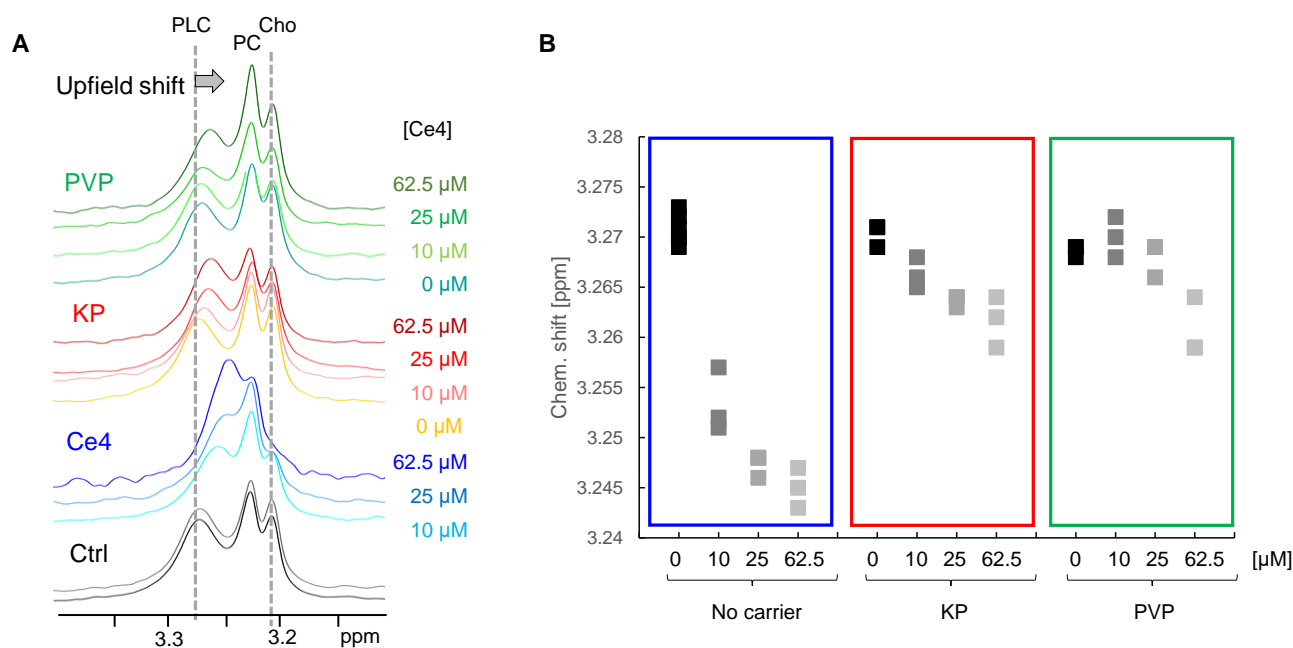 A
PLC
PC
Cho
Upfield shift
[Ce4]
PVP
62.5 µM
25 µM
10 µM
0 µM
KP
62.5 µM
25 µM
10 µM
0 µM
Ce4
62.5 µM
25 µM
10 µM
Ctrl
3.3
3.2
ppm
B
Chem. shift [ppm]
3.28
3.275
3.27
3.265
3.26
3.255
3.25
3.245
3.24
0 10 25 62.5 0 10 25 62.5 0 10 25 62.5 [µM]
No carrier KP PVP